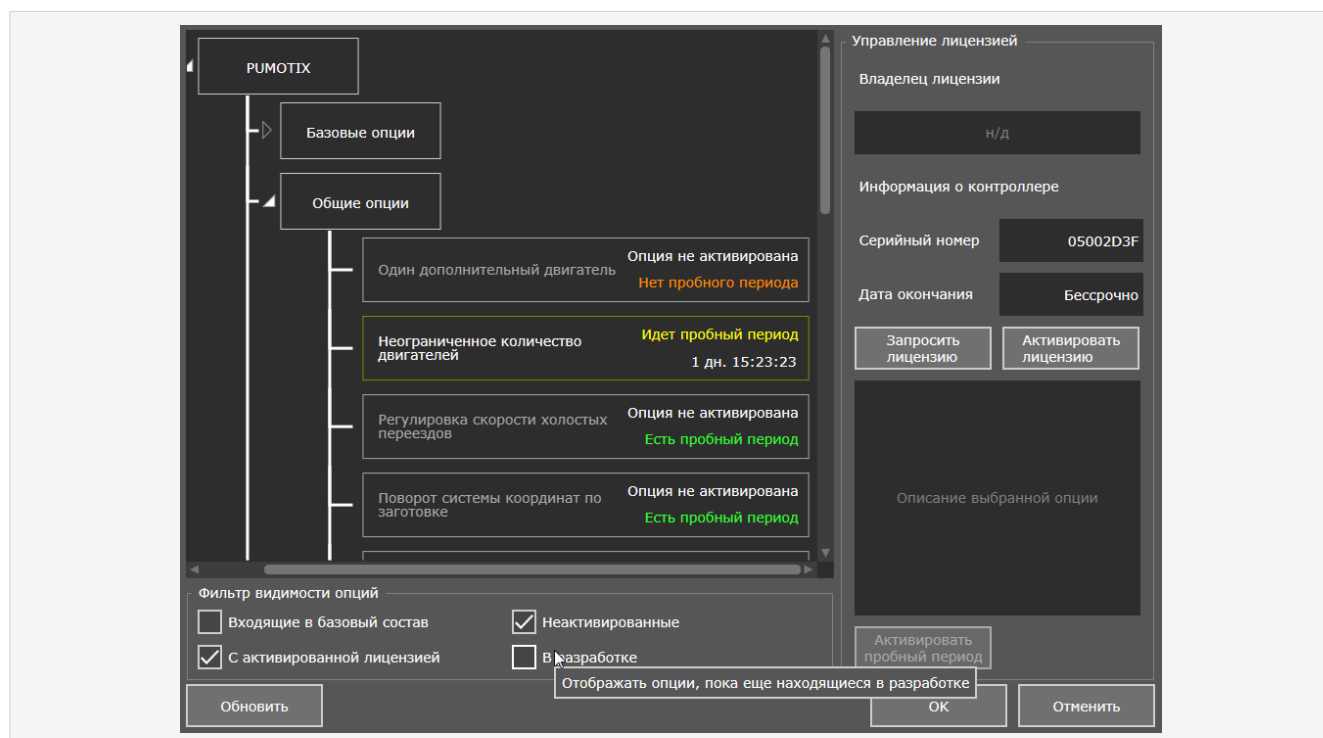 PUMOTIX
Базовые опции
Общие опции
Один дополнительный двигатель
Опция не активирована
Нет пробного периода
Неограниченное количество
двигателей
Идет пробный период
1 дн. 15:23:23
Регулировка скорости холостых
переездов
Опция не активирована
Есть пробный период
Поворот системы координат по
заготовке
Опция не активирована
Есть пробный период
Фильтр видимости опций
Входящие в базовый состав
Неактивированные
С активированной лицензией
В разработке
Отображать опции, пока еще находящиеся в разработке
Обновить
Управление лицензией
Владелец лицензии
н/д
Информация о контроллере
Серийный номер
05002D3F
Дата окончания
Бессрочно
Запросить
лицензию
Активировать
лицензию
Описание выбранной опции
Активировать
пробный период
ОК
Отменить